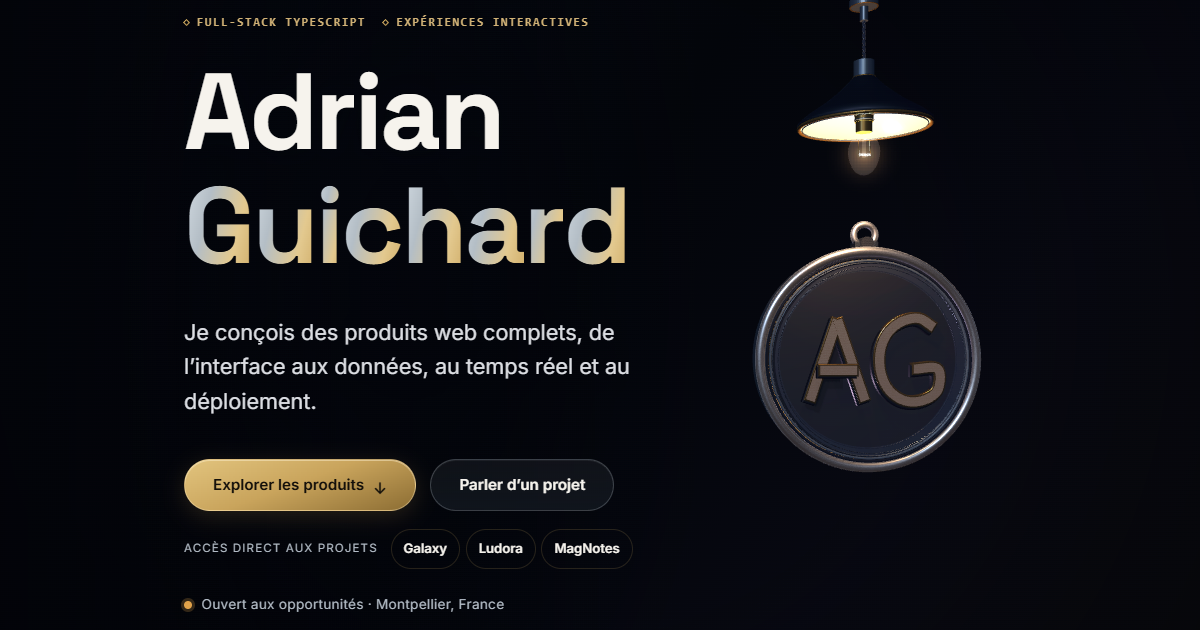 ◇ FULL-STACK TYPESCRIPT ◇ EXPÉRIENCES INTERACTIVES
Adrian
Guichard
AG
Je conçois des produits web complets, de
l’interface aux données, au temps réel et au
déploiement.
Explorer les produits ↓
Parler d’un projet
ACCÈS DIRECT AUX PROJETS Galaxy Ludora MagNotes
Ouvert aux opportunités · Montpellier, France